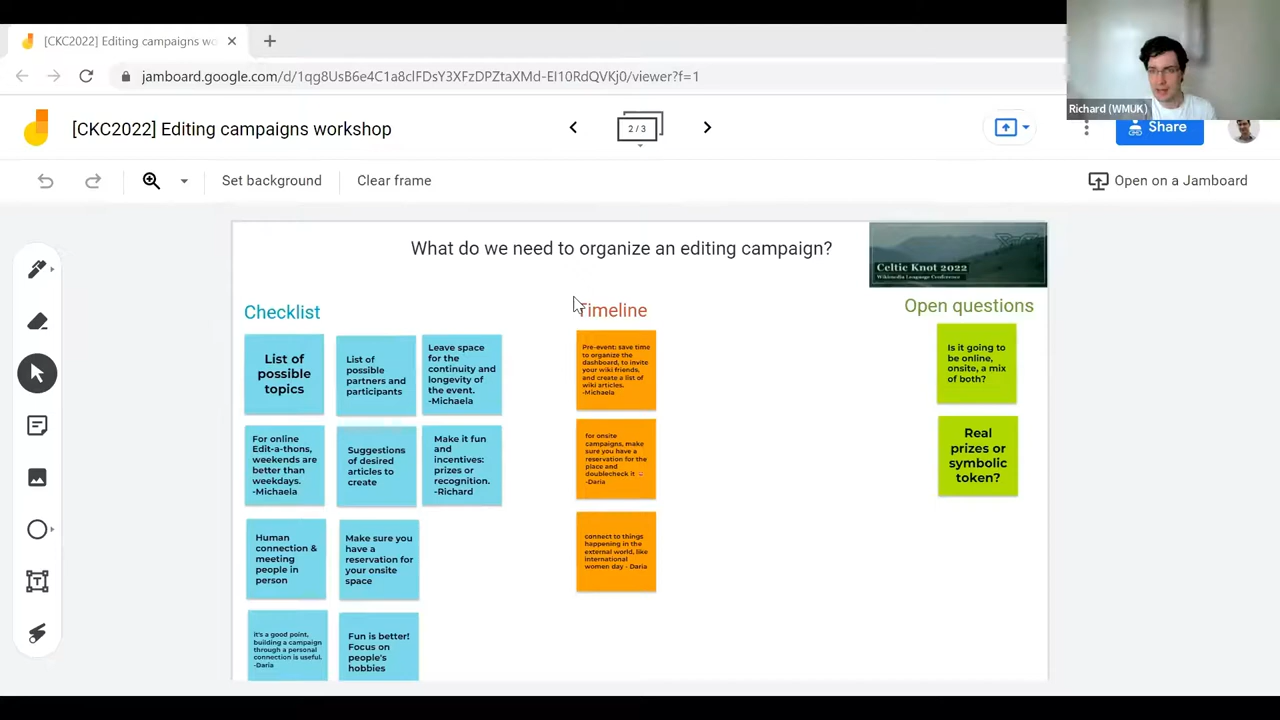 [CKC2022] Editing campaigns wo
jamboard.google.com/d/1qg8UsB6e4C1a8clFDsY3XFzDPZtaXMd-EI10RdQVKj0/viewer?f=1
Richard (WMUK)
[CKC2022] Editing campaigns workshop
2 / 3
Share
Set background
Clear frame
Open on a Jamboard
What do we need to organize an editing campaign?
Celtic Knot 2022
Wikimedia Language Conference
Checklist
List of
possible
topics
List of
possible
partners and
participants
Leave space
for the
continuity and
longevity of
the event.
-Michaela
For online
Edit-a-thons,
weekends are
better than
weekdays.
-Michaela
Suggestions
of desired
articles to
create
Make it fun
and
incentives:
prizes or
recognition.
-Richard
Human
connection &
meeting
people in
person
Make sure you
have a
reservation for
your onsite
space
it's a good point,
building a campaign
through a personal
connection is useful.
-Daria
Fun is better!
Focus on
people's
hobbies
Timeline
Pre-event: save time
to organize the
dashboard, to invite
your wiki friends,
and create a list of
wiki articles.
-Michaela
for onsite
campaigns, make
sure you have a
reservation for the
place and
doublecheck it
-Daria
connect to things
happening in the
external world, like
international
women day - Daria
Open questions
Is it going to
be online,
onsite, a mix
of both?
Real
prizes or
symbolic
token?